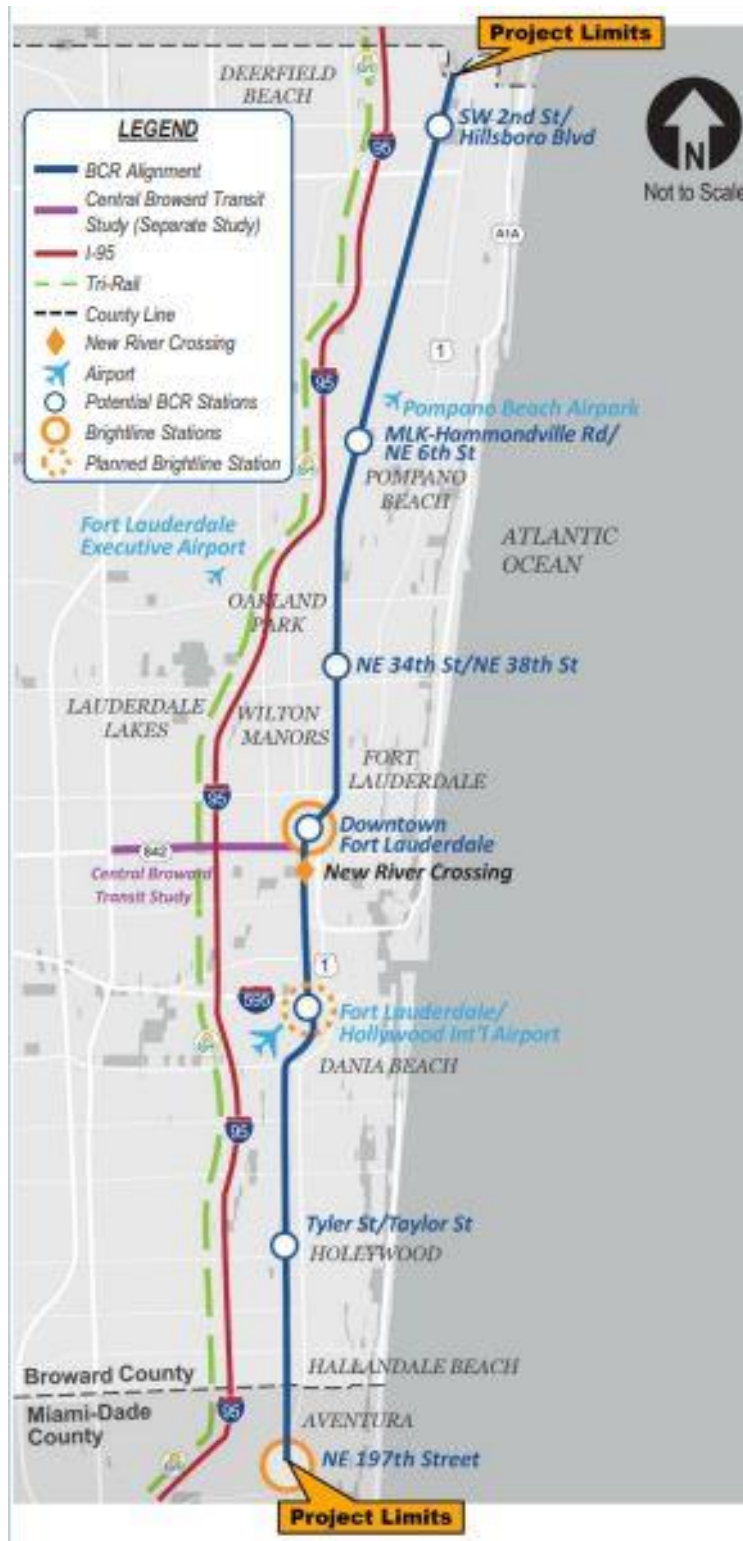 Project Limits
DEERFIELD
BEACH
95
SW 2nd St/
Hillsboro Blvd
N
Not to Scale
LEGEND
BCR Alignment
Central Broward Transit
Study (Separate Study)
I-95
Tri-Rail
County Line
New River Crossing
Airport
Potential BCR Stations
Brightline Stations
Planned Brightline Station
A1A
1
95
Pompano Beach Airpark
MLK-Hammondville Rd/
NE 6th St
POMPANO
BEACH
Fort Lauderdale
Executive Airport
ATLANTIC
OCEAN
OAKLAND
PARK
NE 34th St/NE 38th St
LAUDERDALE
LAKES
WILTON
MANORS
FORT
LAUDERDALE
95
Downtown
Fort Lauderdale
842
Central Broward
Transit Study
New River Crossing
1
595
Fort Lauderdale/
Hollywood Int'l Airport
DANIA BEACH
95
Tyler St/Taylor St
HOLLYWOOD
HALLANDALE BEACH
Broward County
Miami-Dade
County
95
AVENTURA
NE 197th Street
Project Limits